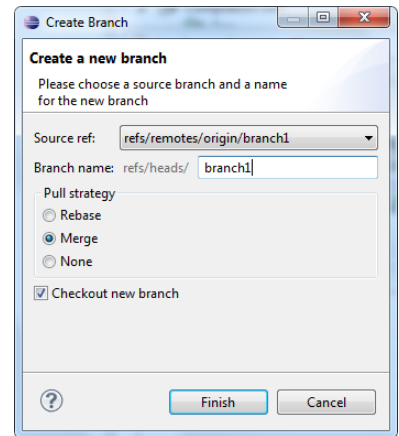 Create Branch
Create a new branch
Please choose a source branch and a name
for the new branch
Source ref: refs/remotes/origin/branch1
Branch name: refs/heads/ branch1
Pull strategy
Rebase
Merge
None
Checkout new branch
Finish Cancel